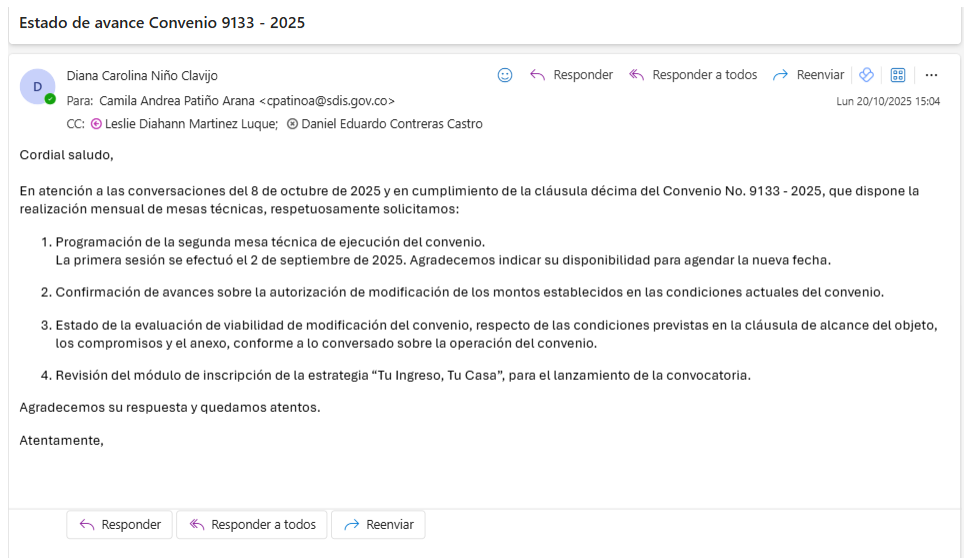 Estado de avance Convenio 9133 - 2025
D
Diana Carolina Niño Clavijo
Responder
Responder a todos
Reenviar
Para: Camila Andrea Patiño Arana <cpatinoa@sdis.gov.co>
Lun 20/10/2025 15:04
CC: Leslie Diahann Martinez Luque; Daniel Eduardo Contreras Castro
Cordial saludo,
En atención a las conversaciones del 8 de octubre de 2025 y en cumplimiento de la cláusula décima del Convenio No. 9133 - 2025, que dispone la
realización mensual de mesas técnicas, respetuosamente solicitamos:
1. Programación de la segunda mesa técnica de ejecución del convenio.
La primera sesión se efectuó el 2 de septiembre de 2025. Agradecemos indicar su disponibilidad para agendar la nueva fecha.
2. Confirmación de avances sobre la autorización de modificación de los montos establecidos en las condiciones actuales del convenio.
3. Estado de la evaluación de viabilidad de modificación del convenio, respecto de las condiciones previstas en la cláusula de alcance del objeto,
los compromisos y el anexo, conforme a lo conversado sobre la operación del convenio.
4. Revisión del módulo de inscripción de la estrategia “Tu Ingreso, Tu Casa”, para el lanzamiento de la convocatoria.
Agradecemos su respuesta y quedamos atentos.
Atentamente,
Responder
Responder a todos
Reenviar